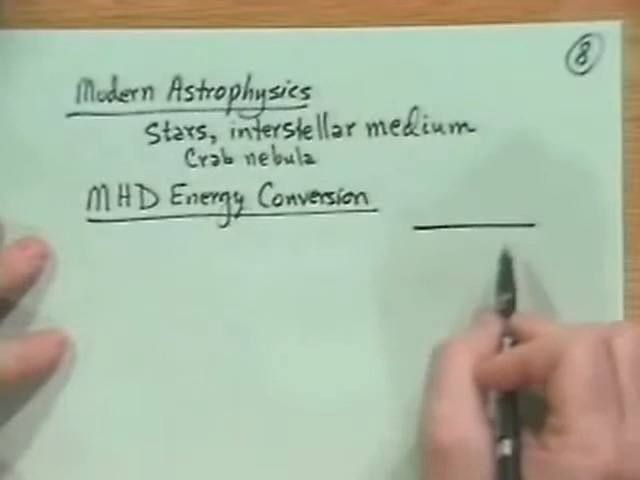 8
Modern Astrophysics
Stars, interstellar medium
Crab nebula
MHD Energy Conversion